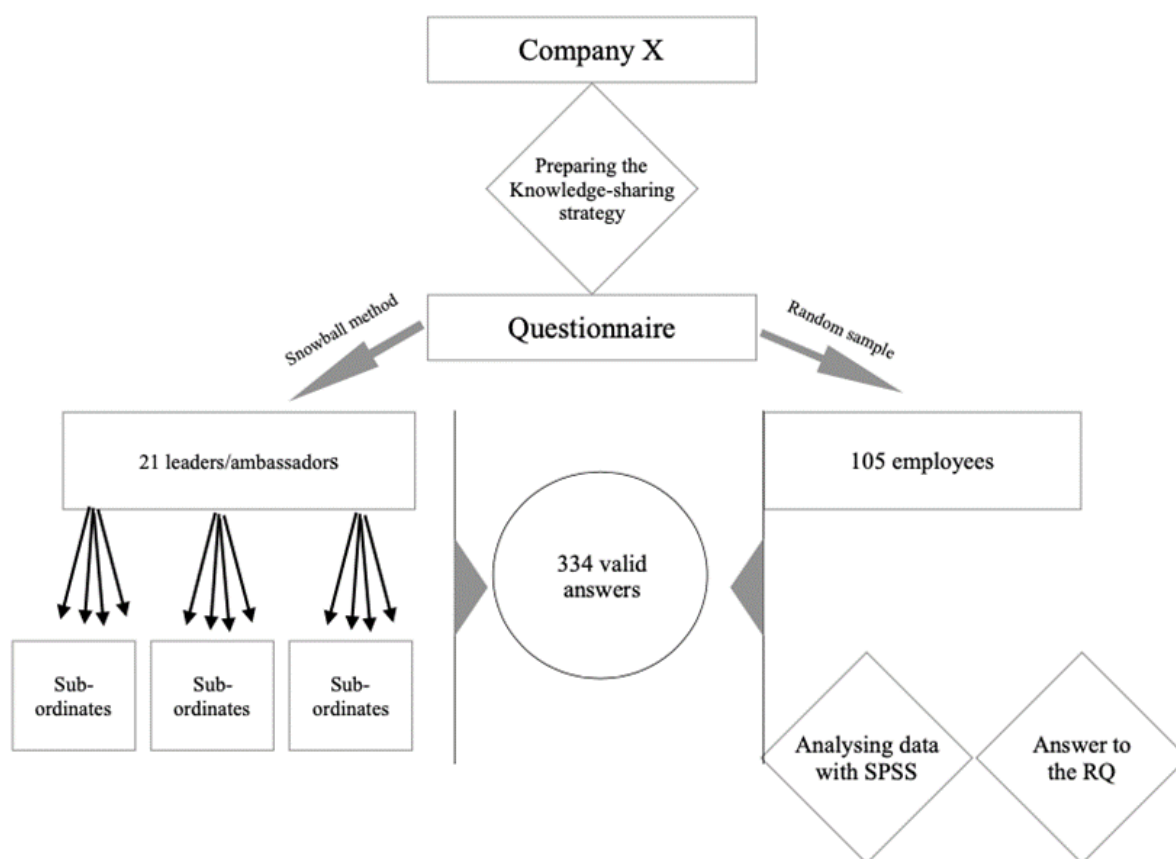 Company X
Preparing the
Knowledge-sharing
strategy
Questionnaire
Snowball method
Random sample
21 leaders/ambassadors
105 employees
334 valid
answers
Sub-
ordinates
Sub-
ordinates
Sub-
ordinates
Analysing data
with SPSS
Answer to
the RQ